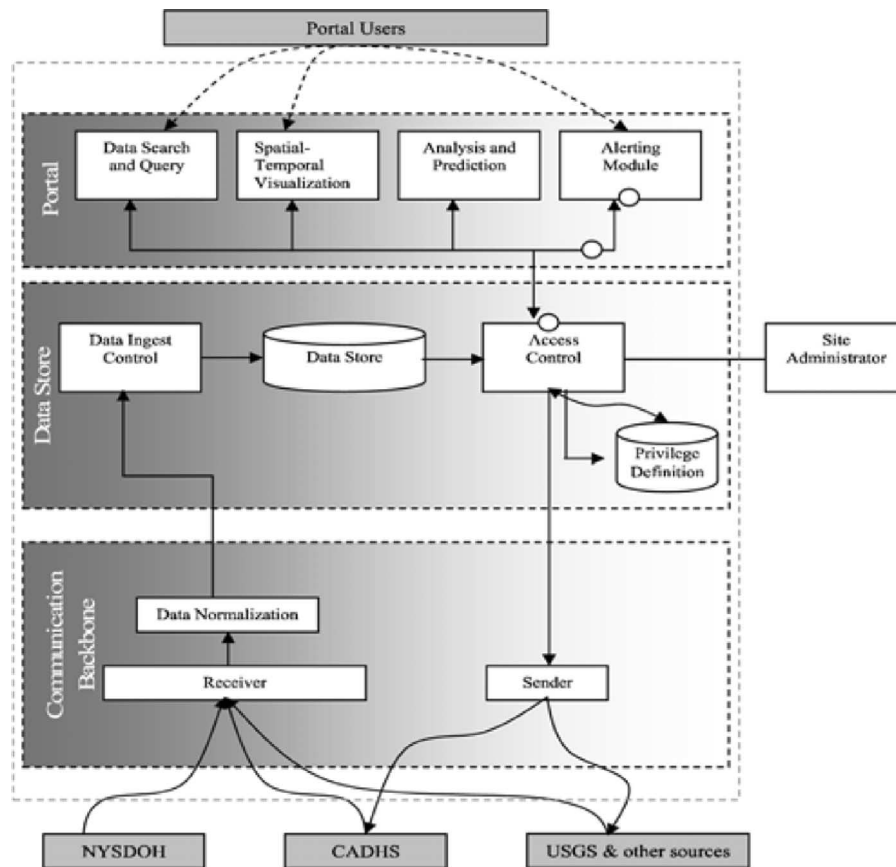 Portal Users
Portal
Data Search
and Query
Spatial-
Temporal
Visualization
Analysis and
Prediction
Alerting
Module
Data Store
Data Ingest
Control
Data Store
Access
Control
Site
Administrator
Privilege
Definition
Communication
Backbone
Data Normalization
Receiver
Sender
NYSDOH
CADHS
USGS & other sources